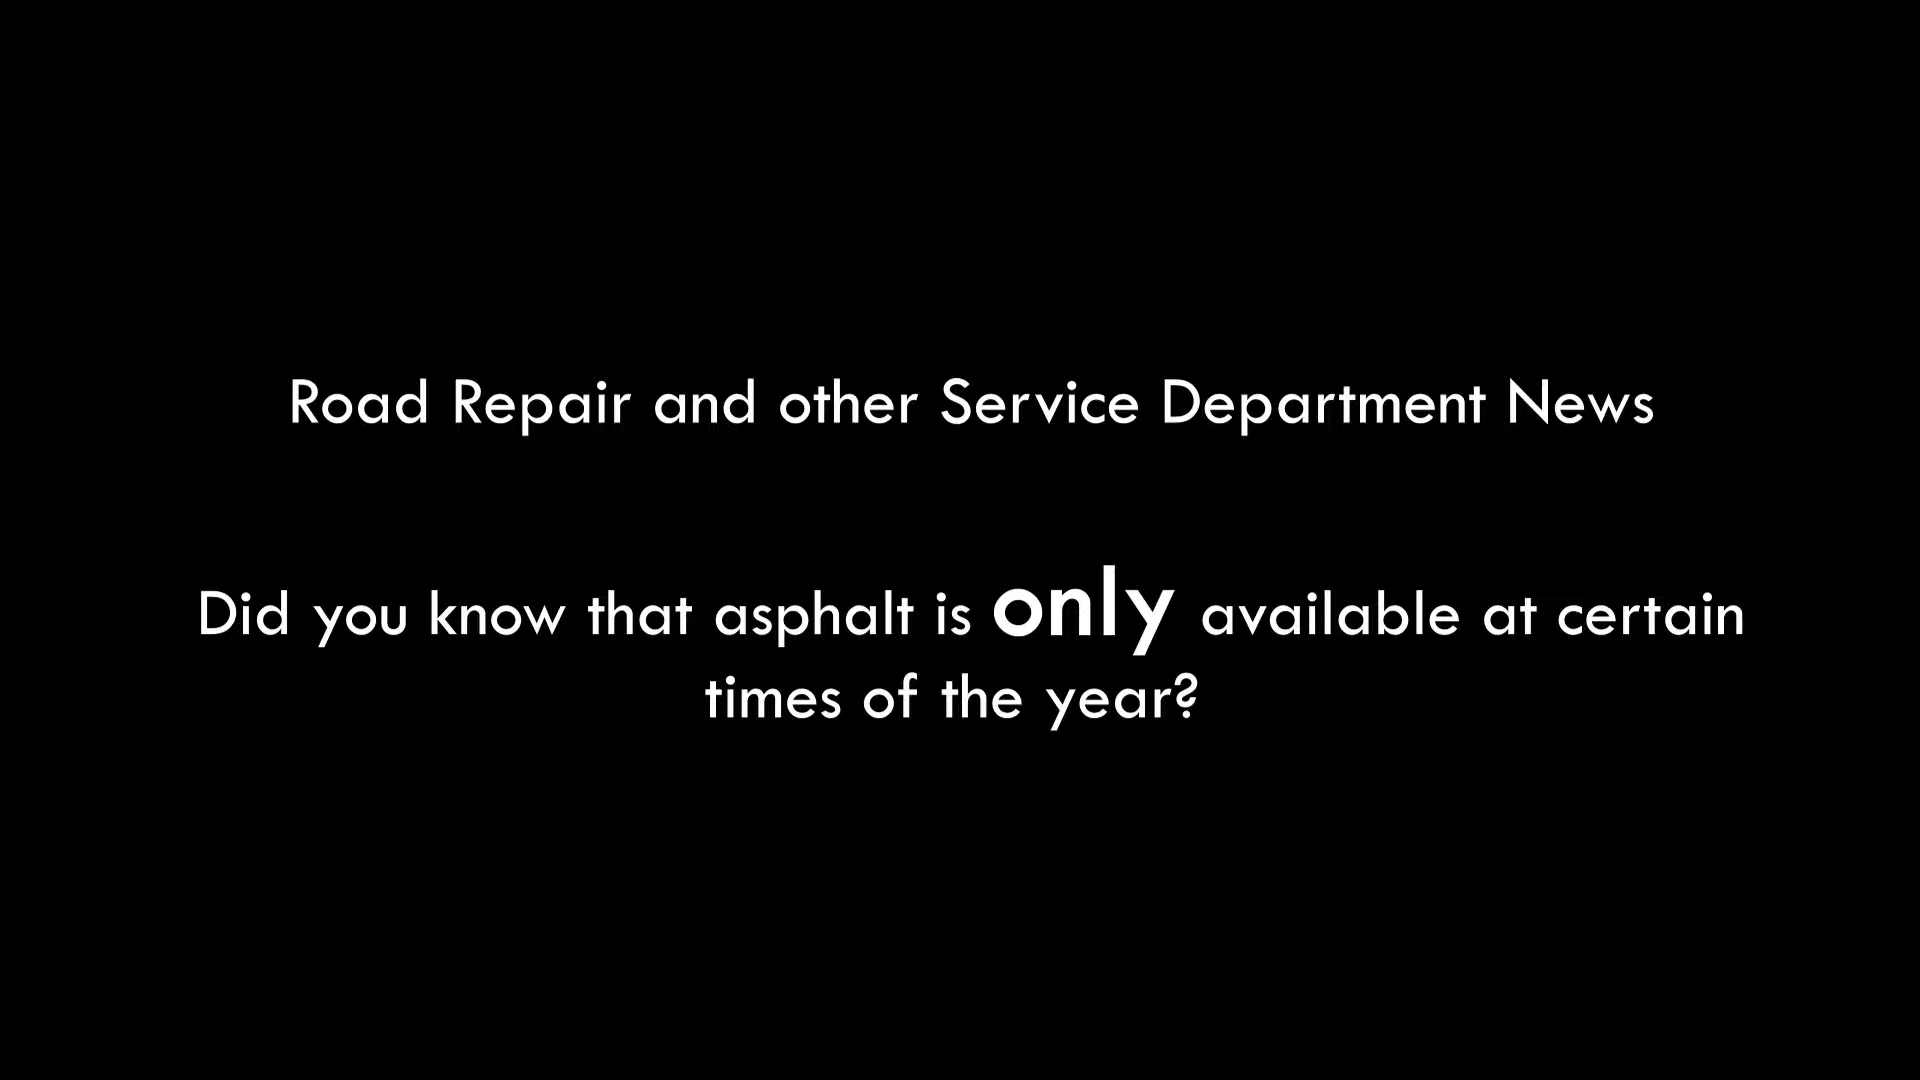 Road Repair and other Service Department News
Did you know that asphalt is only available at certain
times of the year?